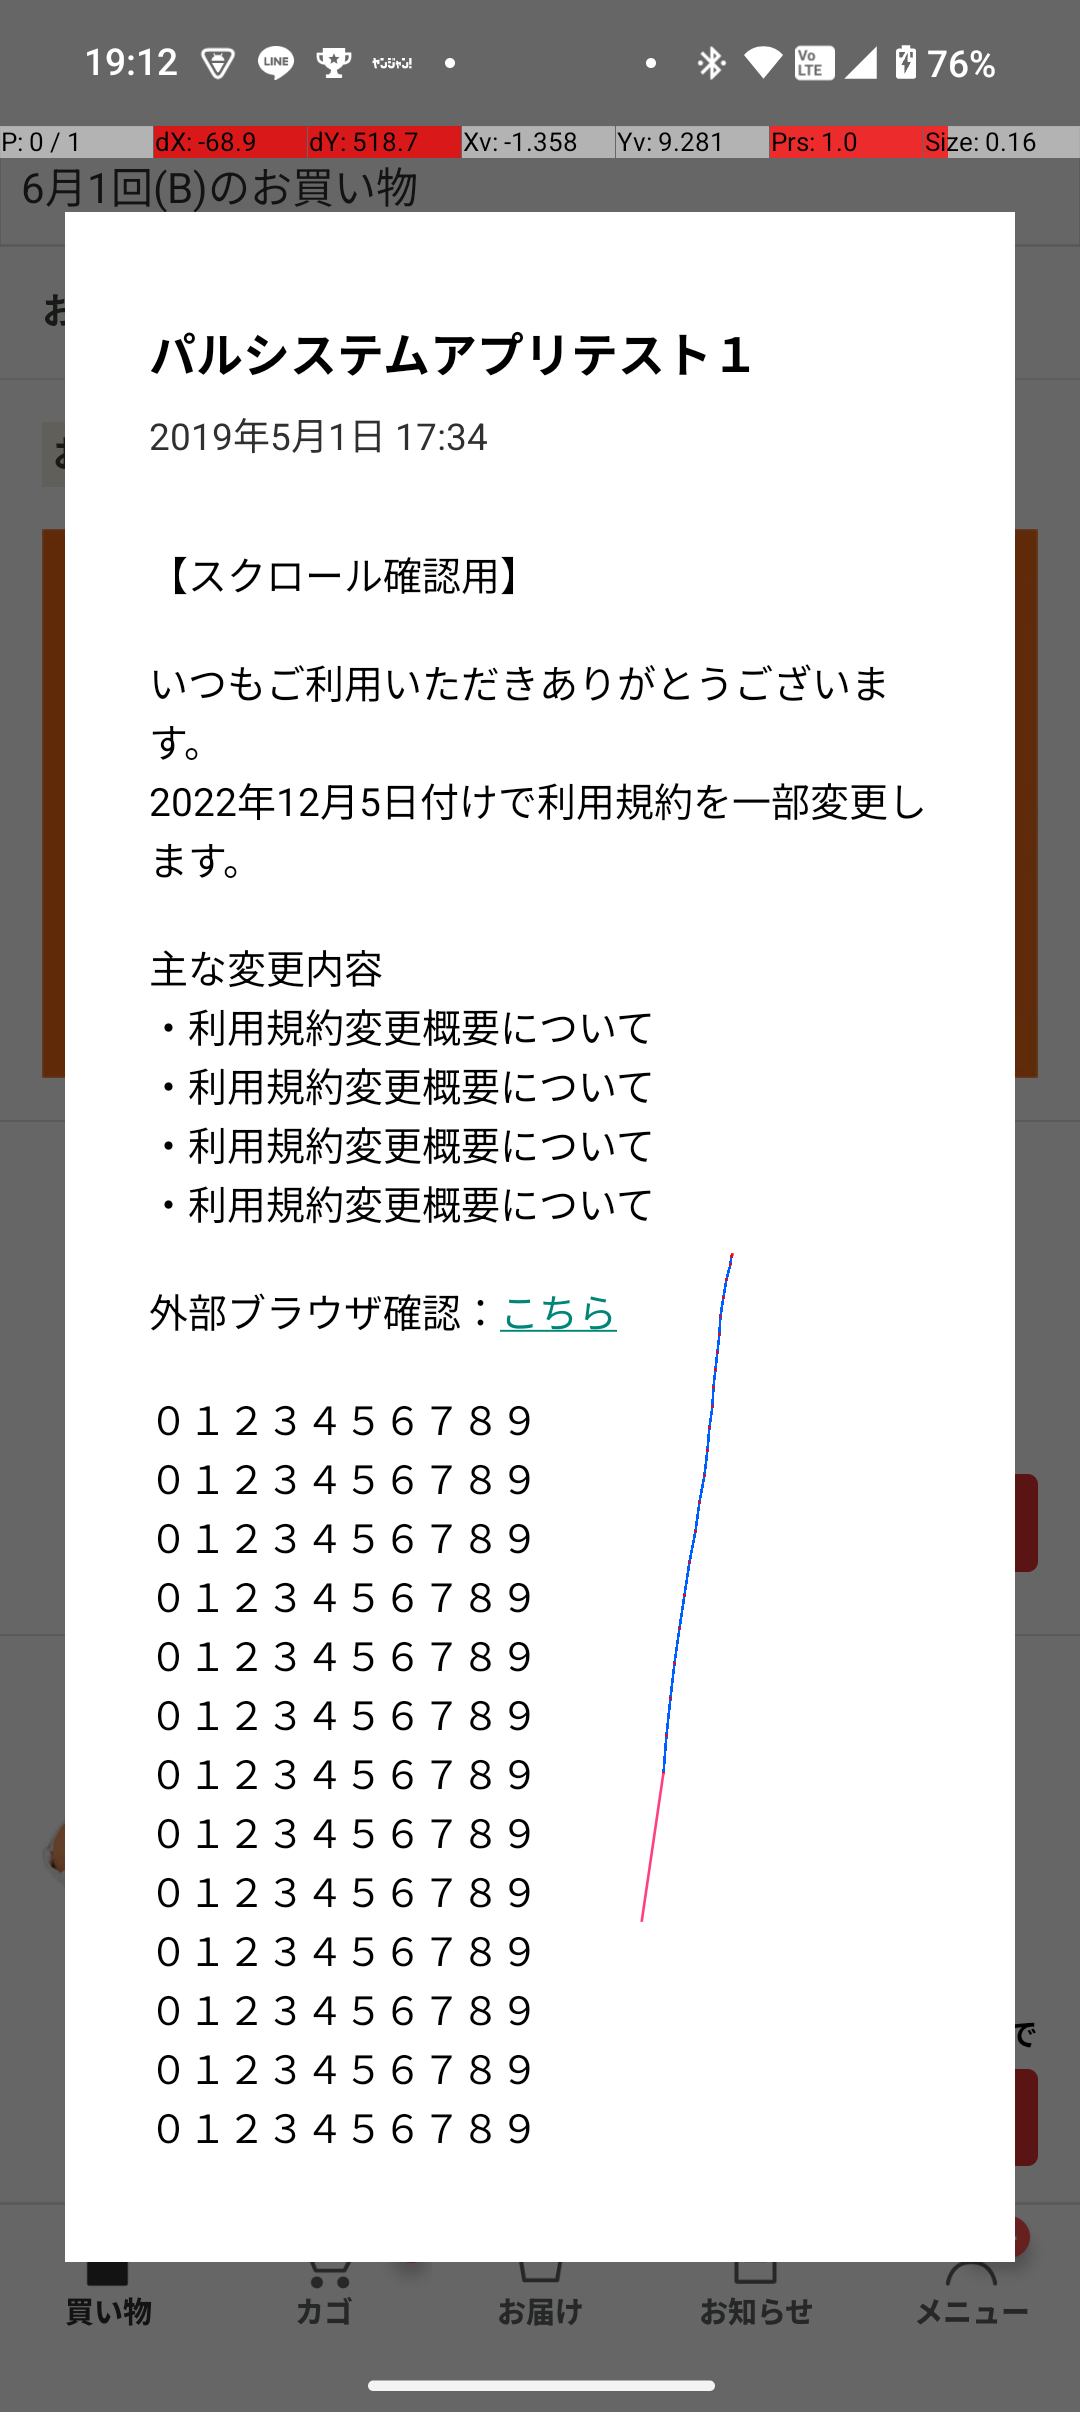 19:12 LINE ヤンジャン! Vo LTE 76%
P: 0 / 1 dX: -68.9 dY: 518.7 Xv: -1.358 Yv: 9.281 Prs: 1.0 Size: 0.16
6月1回(B)のお買い物
パルシステムアプリテスト１
2019年5月1日 17:34
【スクロール確認用】
いつもご利用いただきありがとうございま
す。
2022年12月5日付けで利用規約を一部変更し
ます。
主な変更内容
・利用規約変更概要について
・利用規約変更概要について
・利用規約変更概要について
・利用規約変更概要について
外部ブラウザ確認：こちら
０１２３４５６７８９
０１２３４５６７８９
０１２３４５６７８９
０１２３４５６７８９
０１２３４５６７８９
０１２３４５６７８９
０１２３４５６７８９
０１２３４５６７８９
０１２３４５６７８９
０１２３４５６７８９
０１２３４５６７８９
０１２３４５６７８９
０１２３４５６７８９
で
買い物 カゴ お届け お知らせ メニュー